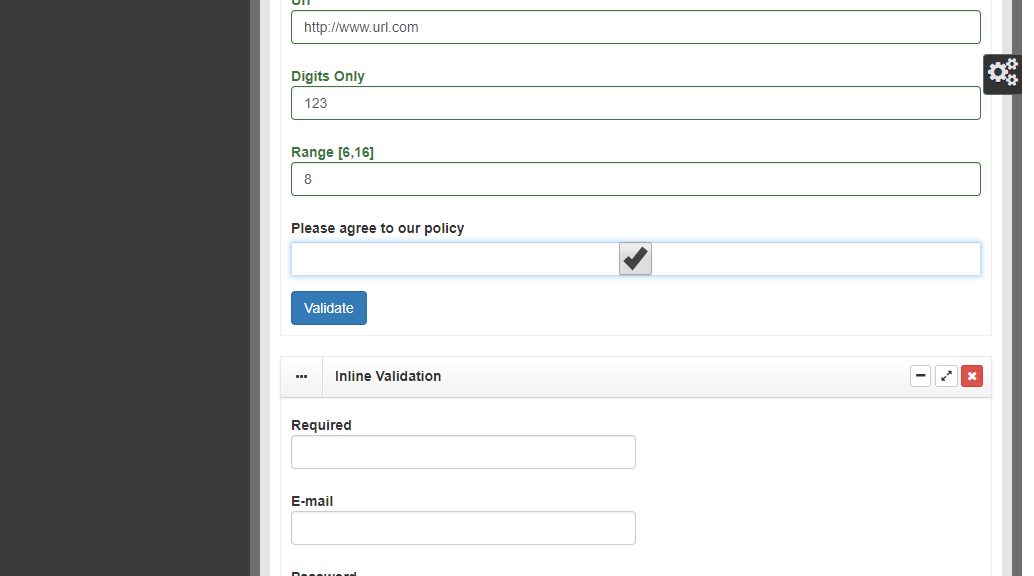 Url
http://www.url.com
Digits Only
123
Range [6,16]
8
Please agree to our policy
Validate
Inline Validation
Required
E-mail
Password